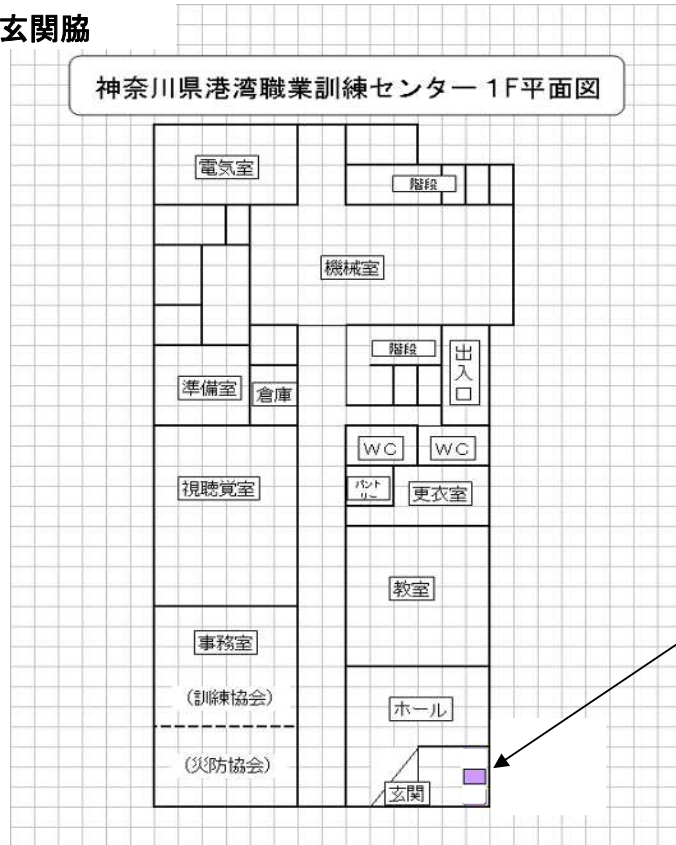 玄関脇
神奈川県港湾職業訓練センター 1F平面図
電気室
階段
機械室
階段
出入口
準備室
倉庫
WC
WC
視聴覚室
パントリー
更衣室
教室
事務室
(訓練協会)
ホール
(災防協会)
玄関